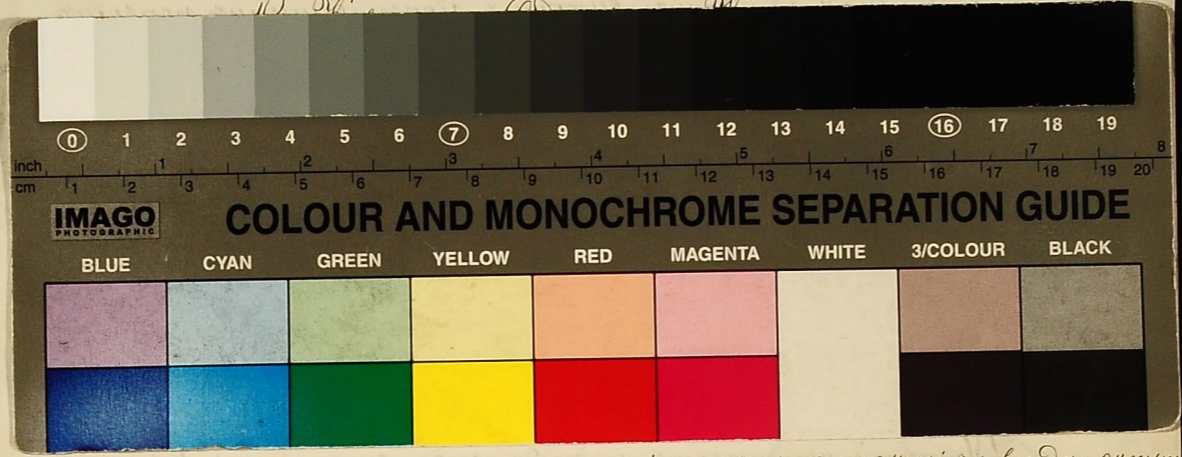 0 1 2 3 4 5 6 7 8 9 10 11 12 13 14 15 16 17 18 19
inch 1 2 3 4 5 6 7 8
cm 1 2 3 4 5 6 7 8 9 10 11 12 13 14 15 16 17 18 19 20
IMAGO
PHOTOGRAPHIC
COLOUR AND MONOCHROME SEPARATION GUIDE
BLUE CYAN GREEN YELLOW RED MAGENTA WHITE 3/COLOUR BLACK